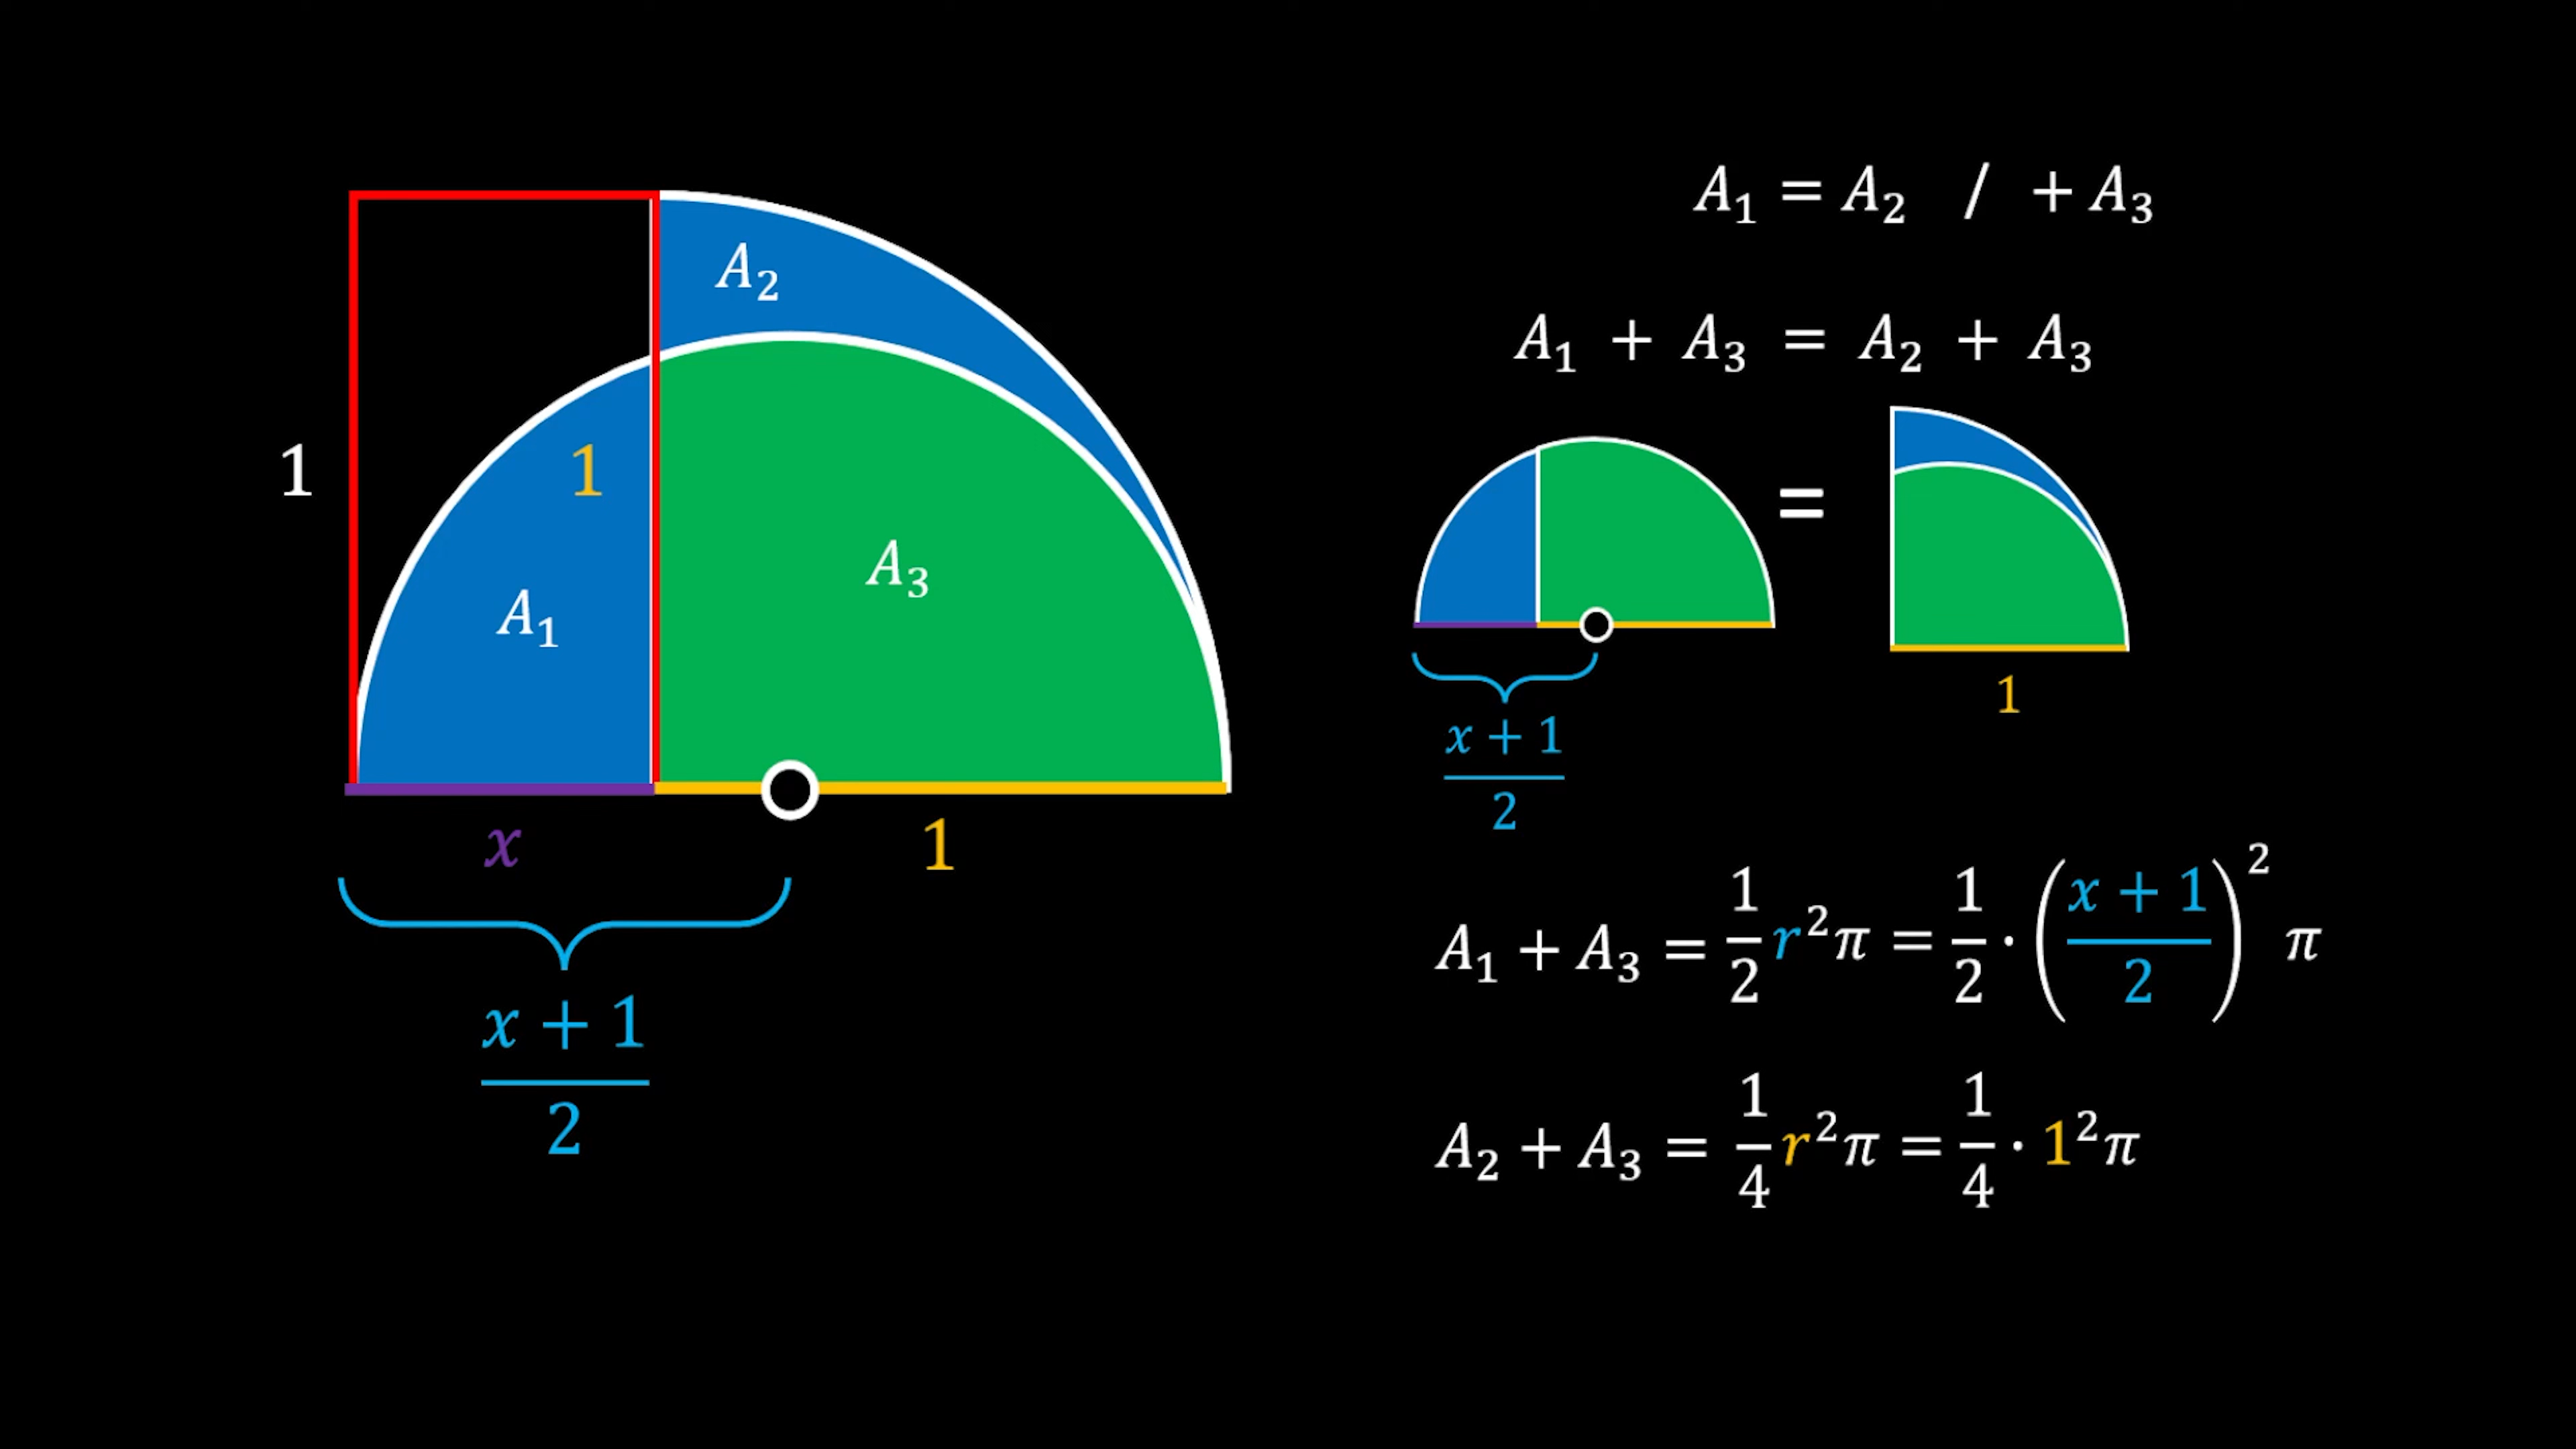 A₁ = A₂ / + A₃
A₁ + A₃ = A₂ + A₃
A₂
1
1
A₁
A₃
=
x
1
1
x + 1
2
x + 1
2
A₁ + A₃ = 1/2 r²π = 1/2 · (x + 1/2)² π
A₂ + A₃ = 1/4 r²π = 1/4 · 1²π